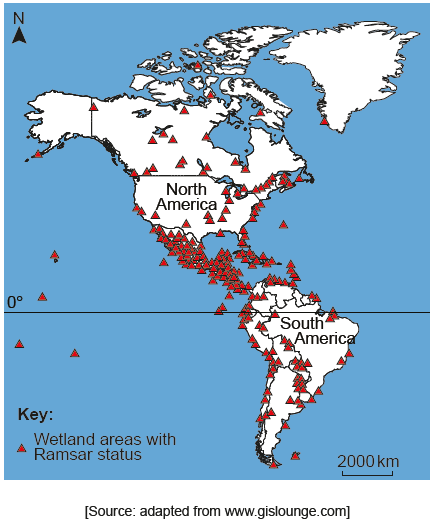 N
North
America
0°
South
America
Key:
Wetland areas with
Ramsar status
2000 km
[Source: adapted from www.gislounge.com]